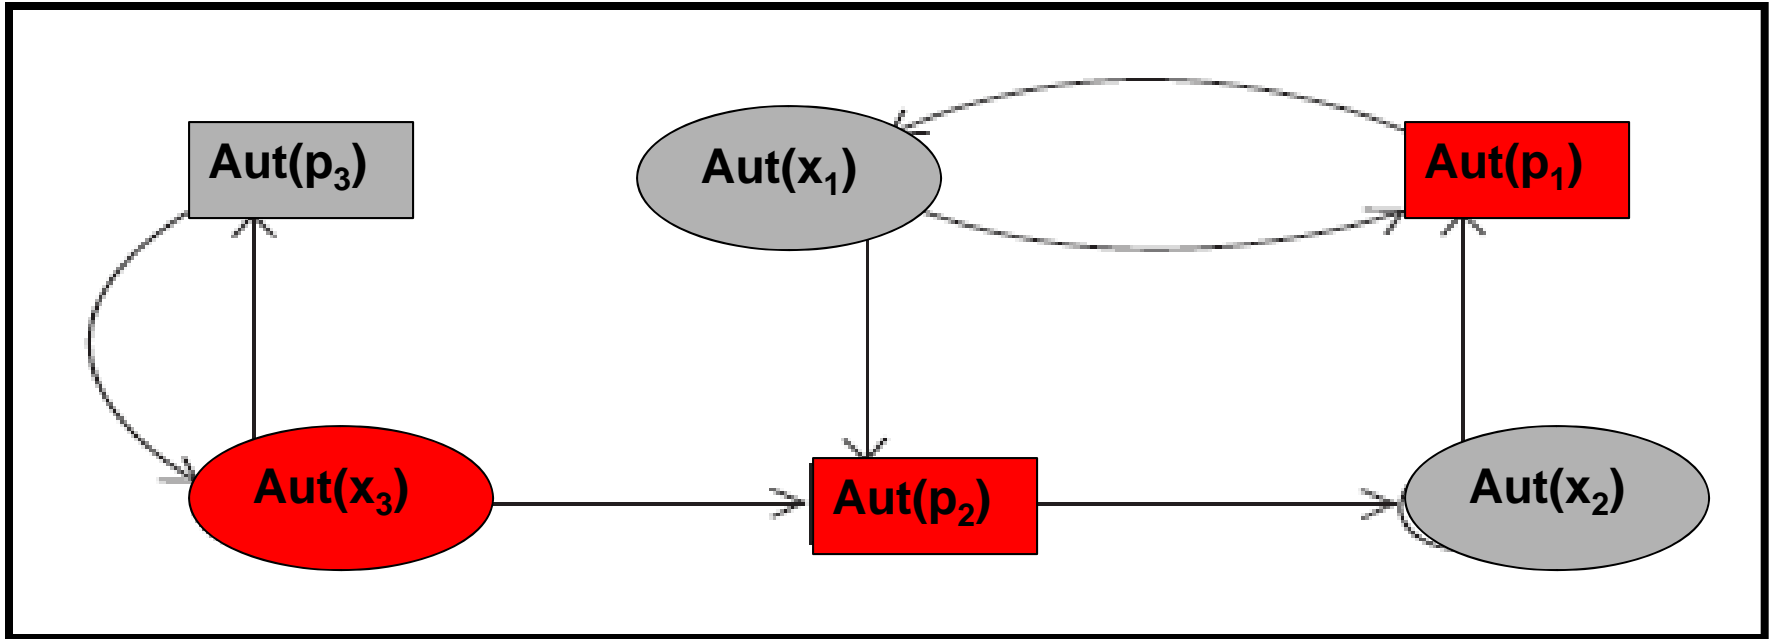 Aut(p₃)
Aut(x₁)
Aut(p₁)
Aut(x₃)
Aut(p₂)
Aut(x₂)